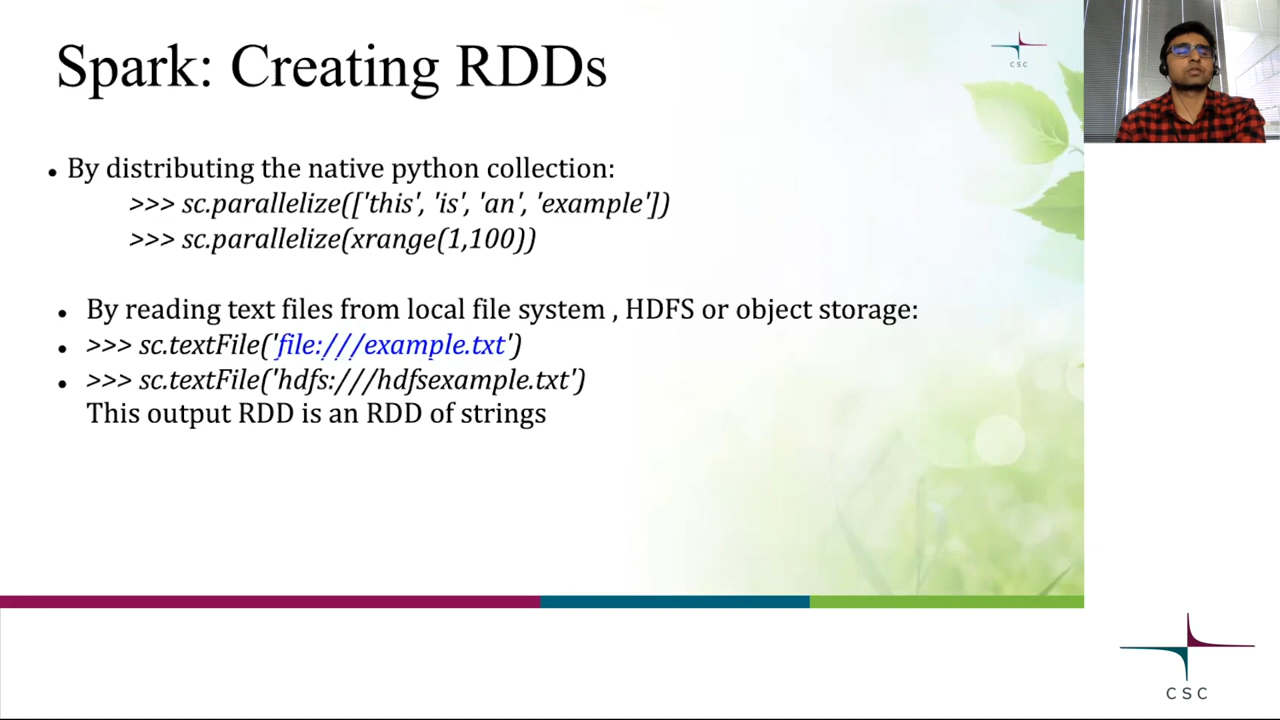 Spark: Creating RDDs
CSC
• By distributing the native python collection:
>>> sc.parallelize(['this', 'is', 'an', 'example'])
>>> sc.parallelize(xrange(1,100))
• By reading text files from local file system , HDFS or object storage:
• >>> sc.textFile('file:///example.txt')
• >>> sc.textFile('hdfs:///hdfsexample.txt')
This output RDD is an RDD of strings
CSC